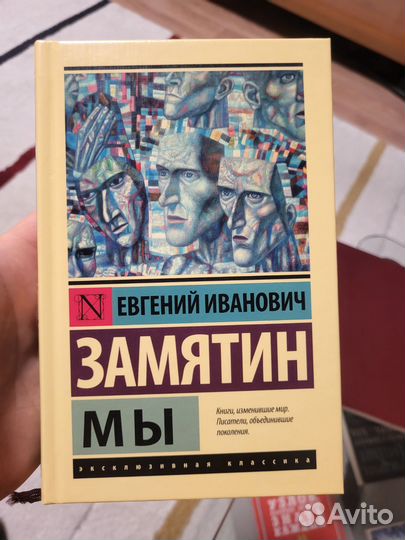 N
ЕВГЕНИЙ ИВАНОВИЧ
ЗАМЯТИН
МЫ
Книги, изменившие мир.
Писатели, объединившие
поколения.
эксклюзивная классика
Avito